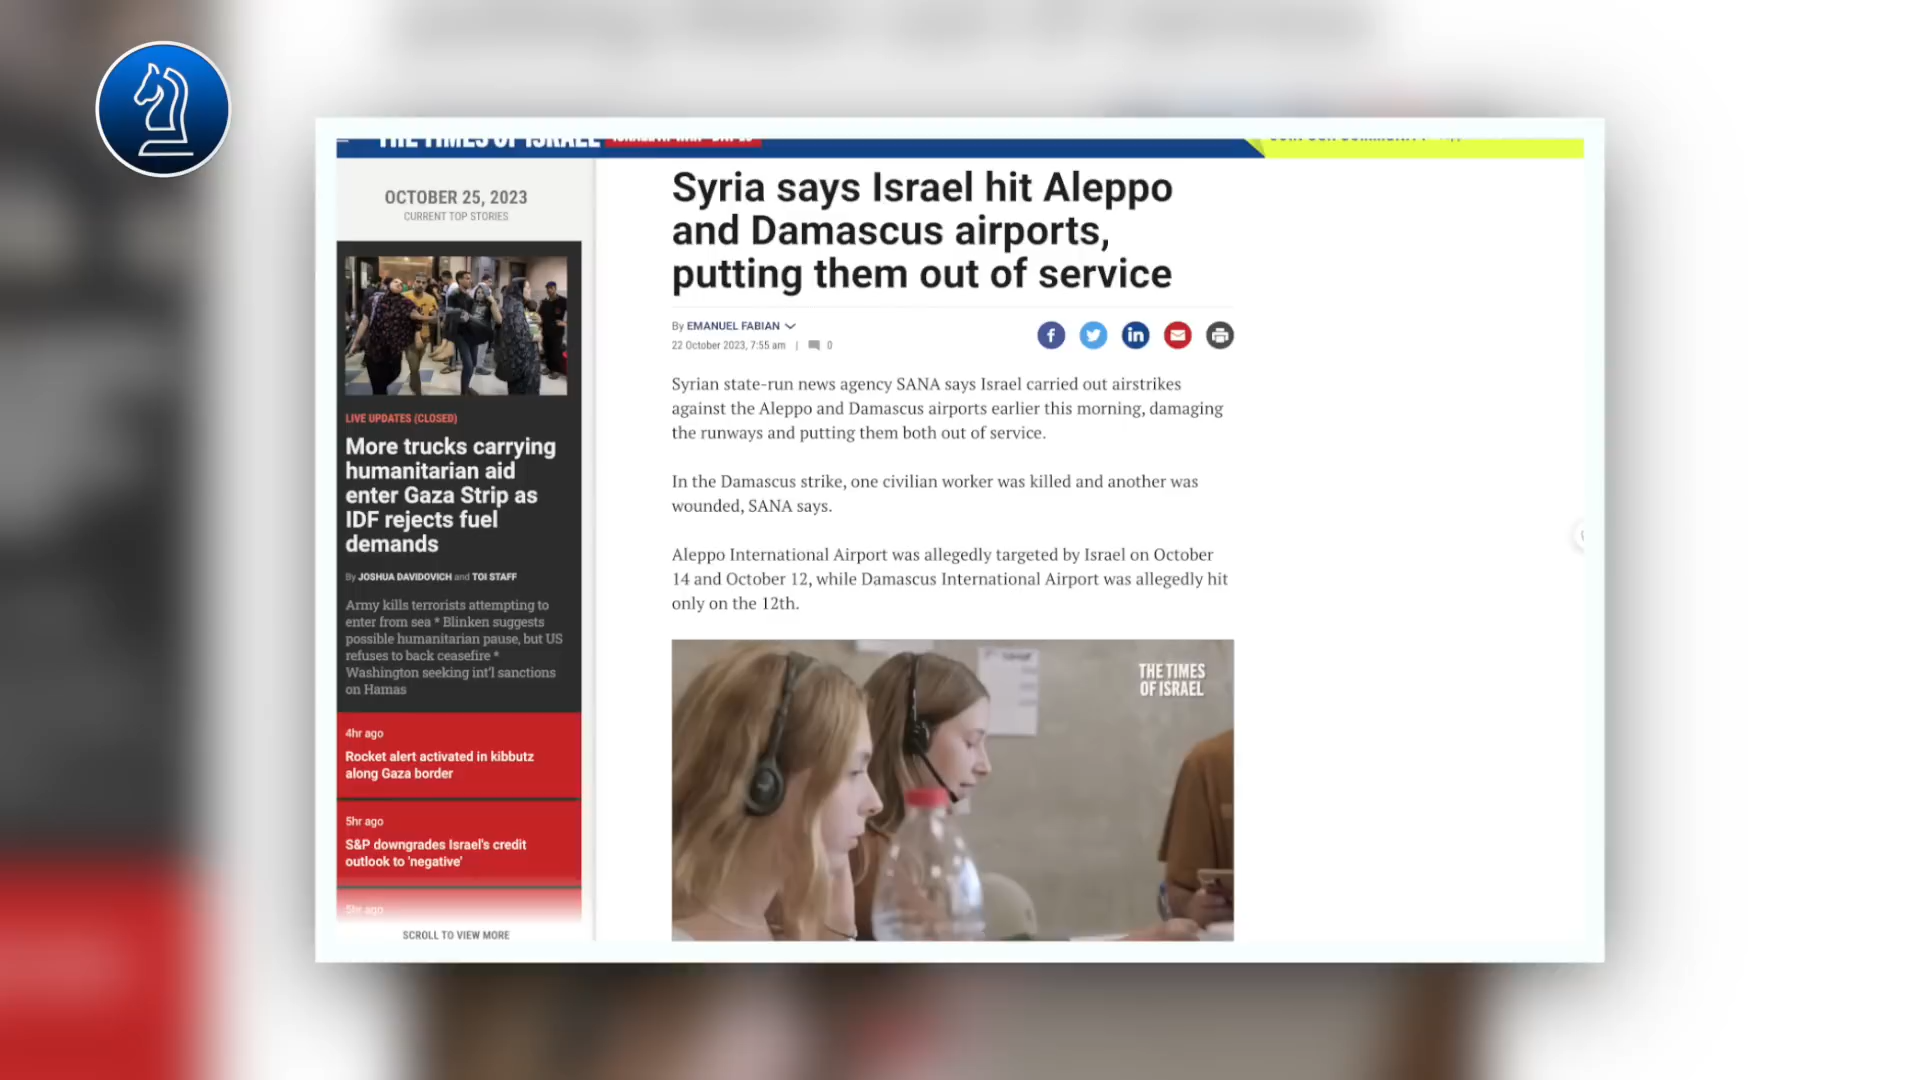 THE TIMES OF ISRAEL
OCTOBER 25, 2023
CURRENT TOP STORIES
LIVE UPDATES (CLOSED)
More trucks carrying
humanitarian aid
enter Gaza Strip as
IDF rejects fuel
demands
By JOSHUA DAVIDOVICH and TOI STAFF
Army kills terrorists attempting to
enter from sea * Blinken suggests
possible humanitarian pause, but US
refuses to back ceasefire *
Washington seeking int'l sanctions
on Hamas
4hr ago
Rocket alert activated in kibbutz
along Gaza border
5hr ago
S&P downgrades Israel's credit
outlook to 'negative'
5hr ago
SCROLL TO VIEW MORE
Syria says Israel hit Aleppo
and Damascus airports,
putting them out of service
By EMANUEL FABIAN
22 October 2023, 7:55 am | 0
Syrian state-run news agency SANA says Israel carried out airstrikes
against the Aleppo and Damascus airports earlier this morning, damaging
the runways and putting them both out of service.
In the Damascus strike, one civilian worker was killed and another was
wounded, SANA says.
Aleppo International Airport was allegedly targeted by Israel on October
14 and October 12, while Damascus International Airport was allegedly hit
only on the 12th.
THE TIMES
OF ISRAEL